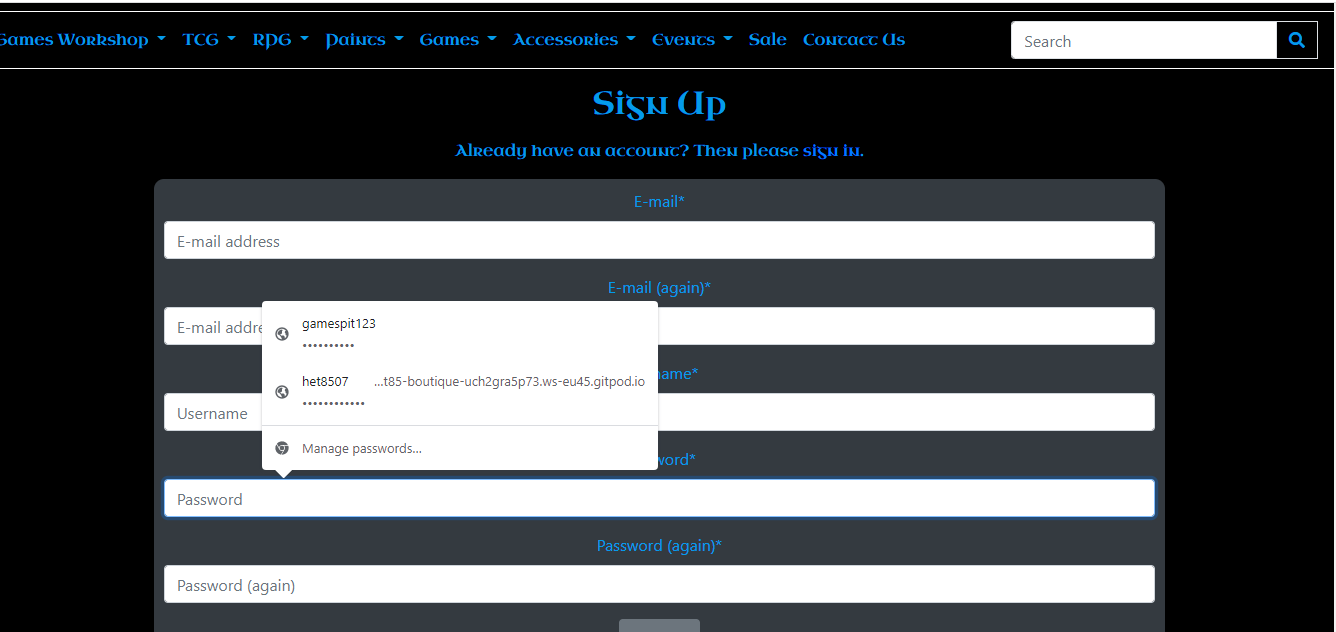 Games Workshop TCG RPG Paints Games Accessories Events Sale Contact Us Search
Sign Up
Already have an account? Then please sign in.
E-mail*
E-mail address
E-mail (again)*
E-mail addre
gamespit123
••••••••••
name*
het8507 ...t85-boutique-uch2gra5p73.ws-eu45.gitpod.io
••••••••••••
Username
Manage passwords...
word*
Password
Password (again)*
Password (again)